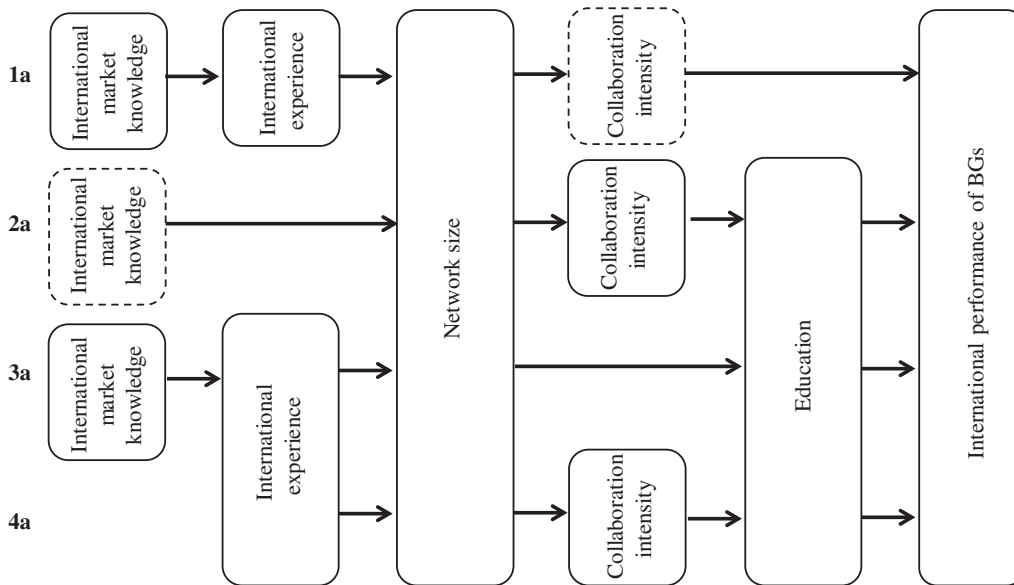 1a
International
market
knowledge
International
experience
Collaboration
intensity
2a
International
market
knowledge
Network size
Collaboration
intensity
3a
International
market
knowledge
International
experience
Education
International performance of BGs
4a
Collaboration
intensity